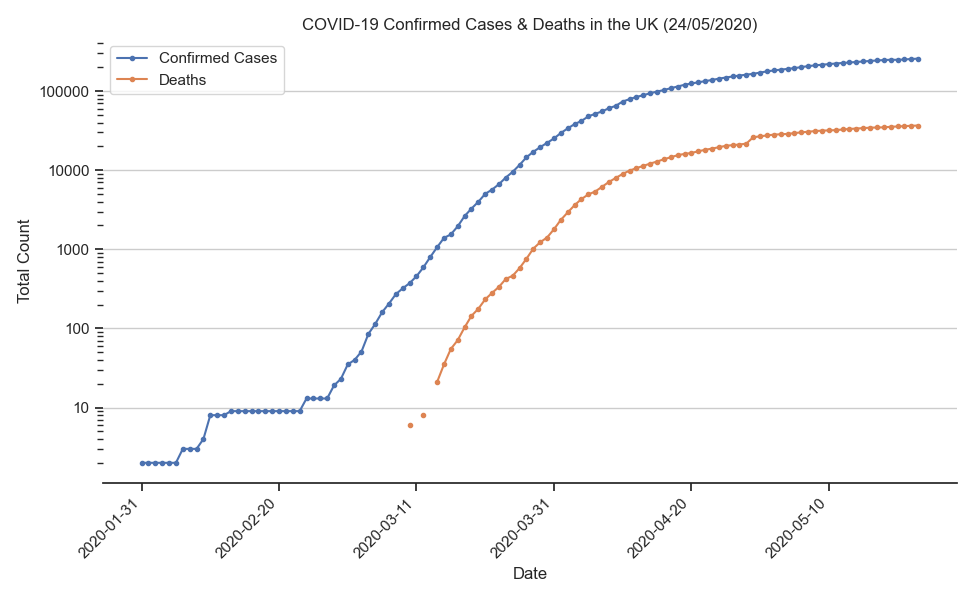 COVID-19 Confirmed Cases & Deaths in the UK (24/05/2020)
Confirmed Cases
Deaths
Total Count
100000
10000
1000
100
10
2020-01-31
2020-02-20
2020-03-11
2020-03-31
2020-04-20
2020-05-10
Date